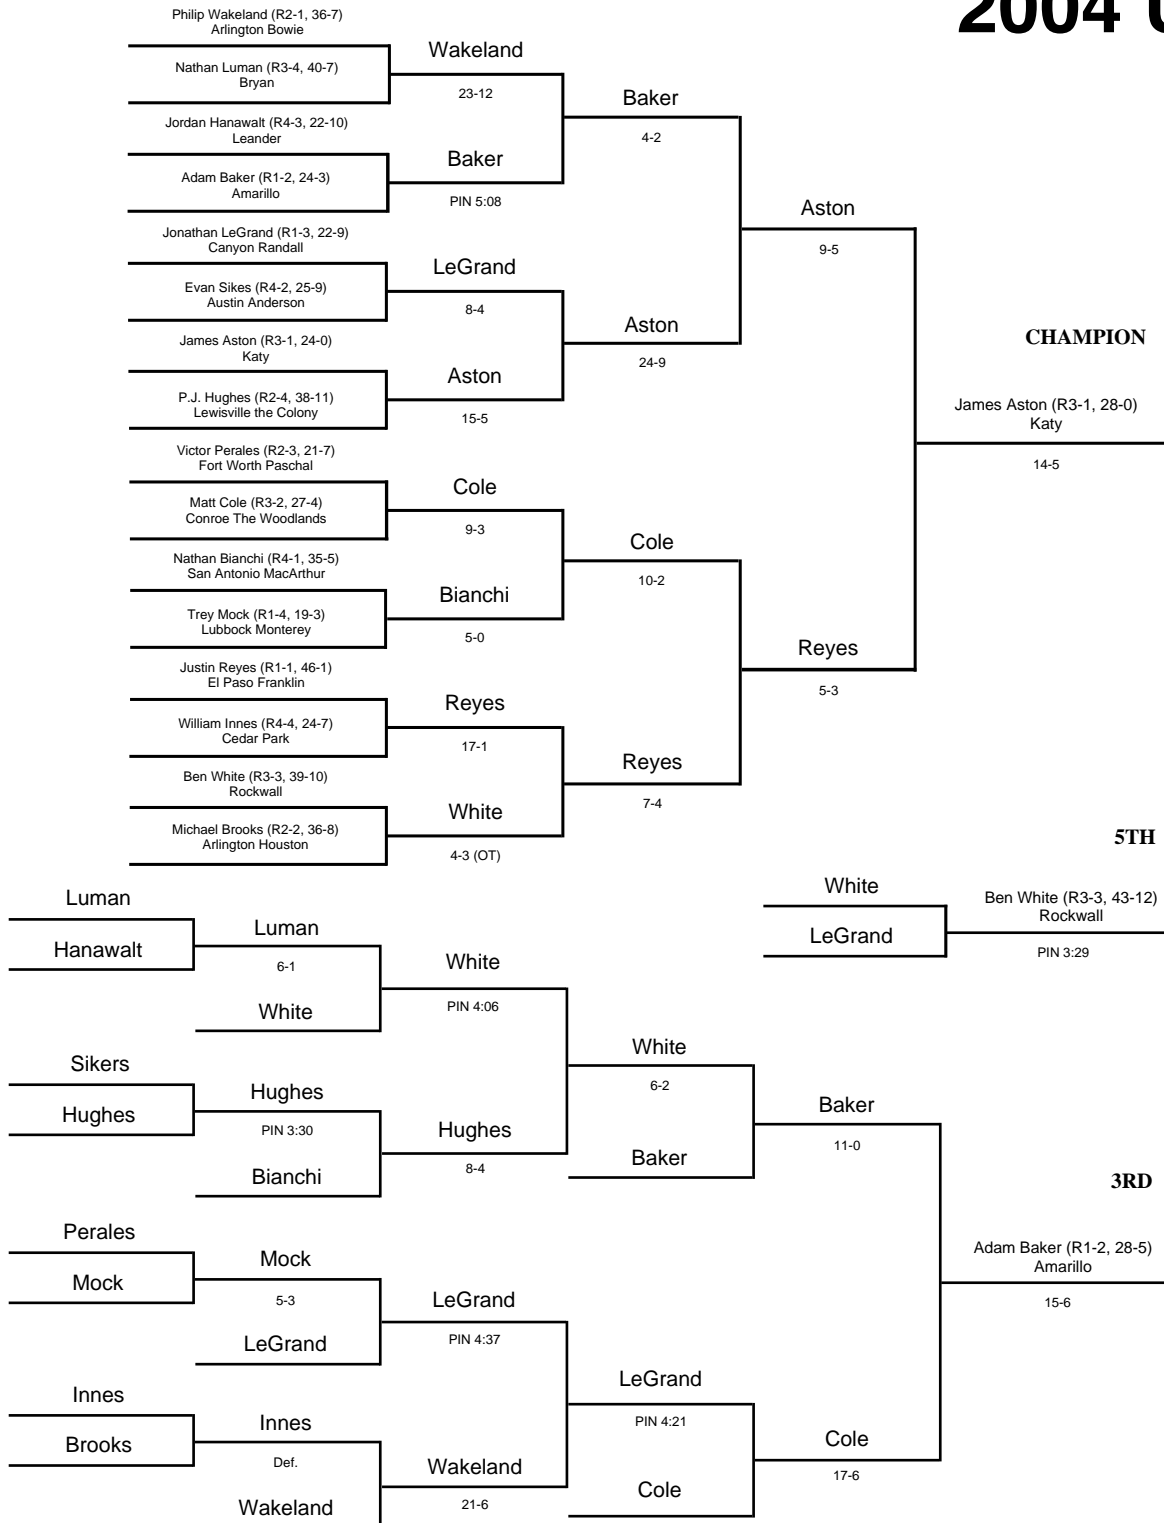 2004 U
Philip Wakeland (R2-1, 36-7)
Arlington Bowie
Wakeland
Nathan Luman (R3-4, 40-7)
Bryan
23-12
Baker
4-2
Jordan Hanawalt (R4-3, 22-10)
Leander
Baker
Adam Baker (R1-2, 24-3)
Amarillo
PIN 5:08
Aston
9-5
Jonathan LeGrand (R1-3, 22-9)
Canyon Randall
LeGrand
Evan Sikes (R4-2, 25-9)
Austin Anderson
8-4
Aston
24-9
James Aston (R3-1, 24-0)
Katy
Aston
P.J. Hughes (R2-4, 38-11)
Lewisville the Colony
15-5
CHAMPION
James Aston (R3-1, 28-0)
Katy
14-5
Victor Perales (R2-3, 21-7)
Fort Worth Paschal
Cole
Matt Cole (R3-2, 27-4)
Conroe The Woodlands
9-3
Cole
10-2
Nathan Bianchi (R4-1, 35-5)
San Antonio MacArthur
Bianchi
Trey Mock (R1-4, 19-3)
Lubbock Monterey
5-0
Reyes
5-3
Justin Reyes (R1-1, 46-1)
El Paso Franklin
Reyes
William Innes (R4-4, 24-7)
Cedar Park
17-1
Reyes
7-4
Ben White (R3-3, 39-10)
Rockwall
White
Michael Brooks (R2-2, 36-8)
Arlington Houston
4-3 (OT)
5TH
White
LeGrand
Ben White (R3-3, 43-12)
Rockwall
PIN 3:29
Luman
Hanawalt
Luman
6-1
White
White
PIN 4:06
Sikers
Hughes
Hughes
PIN 3:30
Bianchi
Hughes
8-4
White
6-2
Baker
Baker
11-0
3RD
Adam Baker (R1-2, 28-5)
Amarillo
15-6
Perales
Mock
Mock
5-3
LeGrand
LeGrand
PIN 4:37
Innes
Brooks
Innes
Def.
Wakeland
Wakeland
21-6
LeGrand
PIN 4:21
Cole
Cole
17-6